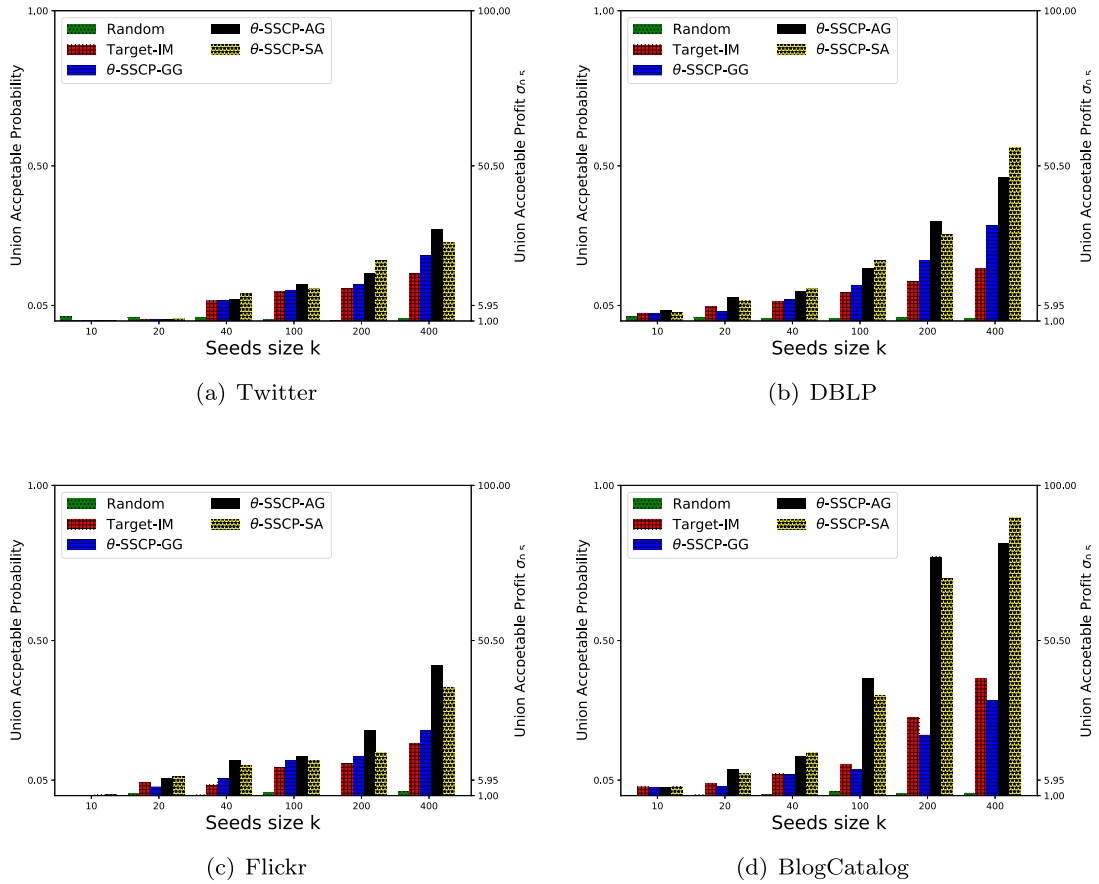 1.00
0.50
0.05
Union Accpetable Probability
Random
Target-IM
θ-SSCP-GG
θ-SSCP-AG
θ-SSCP-SA
100.00
50.50
5.95
1.00
Union Accpetable Profit σ0.5
10 20 40 100 200 400
Seeds size k
(a) Twitter
1.00
0.50
0.05
Union Accpetable Probability
Random
Target-IM
θ-SSCP-GG
θ-SSCP-AG
θ-SSCP-SA
100.00
50.50
5.95
1.00
Union Accpetable Profit σ0.5
10 20 40 100 200 400
Seeds size k
(b) DBLP
1.00
0.50
0.05
Union Accpetable Probability
Random
Target-IM
θ-SSCP-GG
θ-SSCP-AG
θ-SSCP-SA
100.00
50.50
5.95
1.00
Union Accpetable Profit σ0.5
10 20 40 100 200 400
Seeds size k
(c) Flickr
1.00
0.50
0.05
Union Accpetable Probability
Random
Target-IM
θ-SSCP-GG
θ-SSCP-AG
θ-SSCP-SA
100.00
50.50
5.95
1.00
Union Accpetable Profit σ0.5
10 20 40 100 200 400
Seeds size k
(d) BlogCatalog